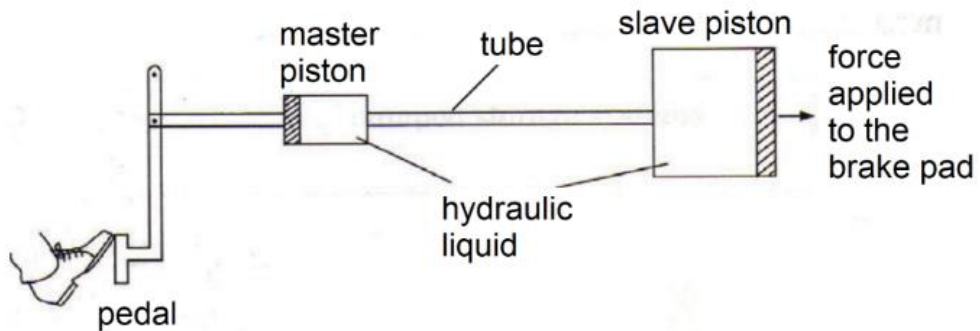 master
piston
tube
slave piston
force
applied
to the
brake pad
hydraulic
liquid
pedal